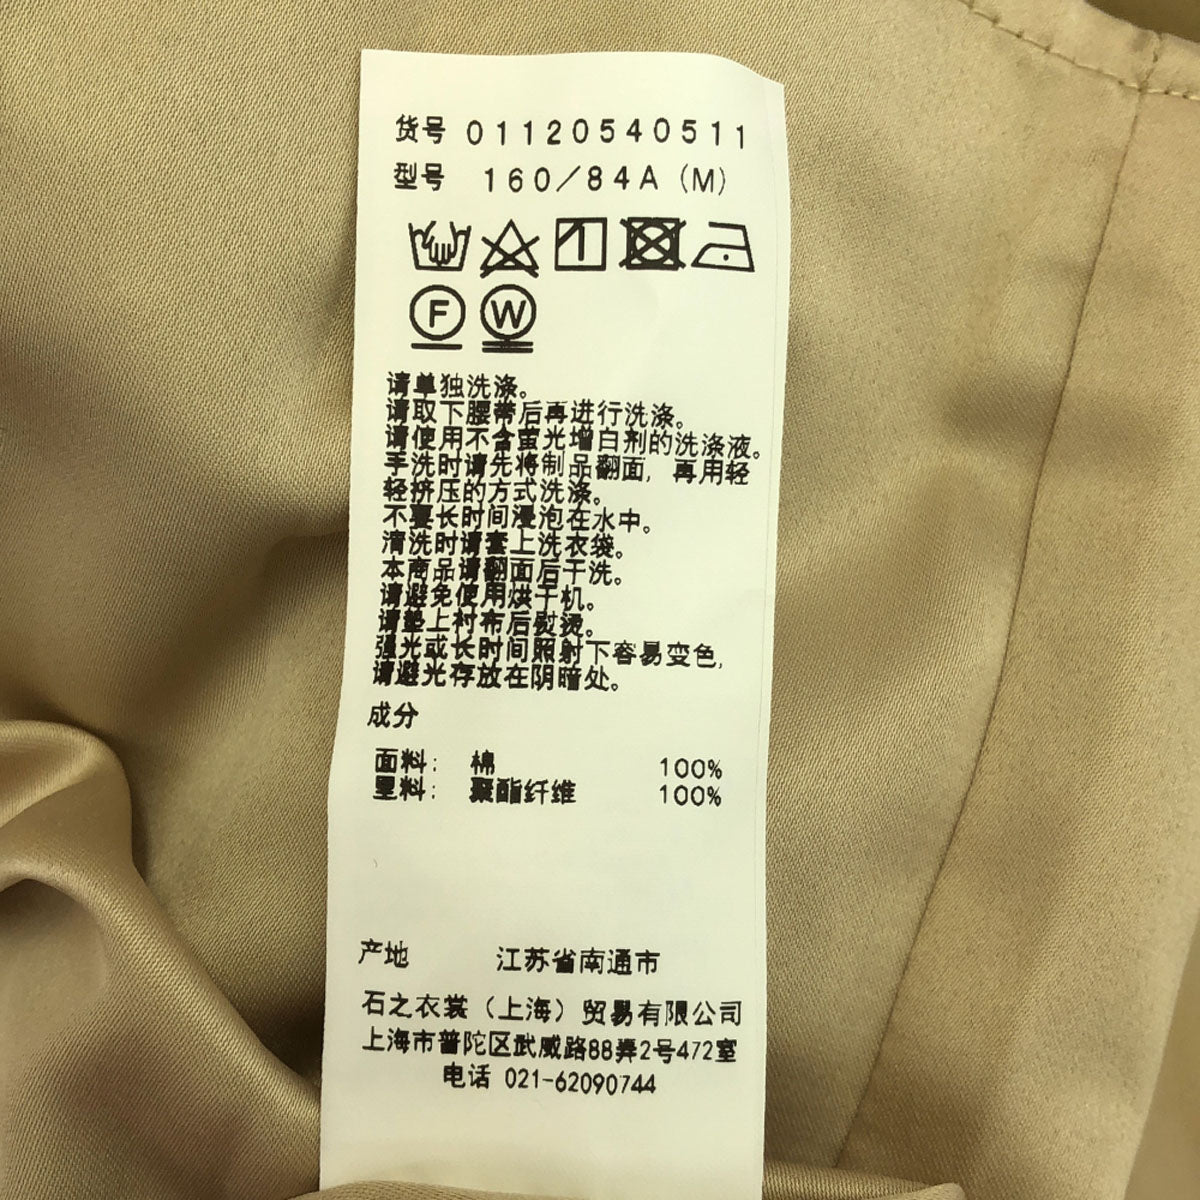 货号 01120540511
型号 160/84A (M)
F W
请单独洗涤。
请取下腰带后再进行洗涤。
请使用不含萤光增白剂的洗涤液。
手洗时请先将制品翻面，再用轻
轻挤压的方式洗涤。
不要长时间浸泡在水中。
清洗时请套上洗衣袋。
本商品请翻面后干洗。
请避免使用烘干机。
请垫上衬布后熨烫。
强光或长时间照射下容易变色，
请避光存放在阴暗处。
成分
面料： 棉 100%
里料： 聚酯纤维 100%
产地 江苏省南通市
石之衣裳（上海）贸易有限公司
上海市普陀区武威路88弄2号472室
电话 021-62090744